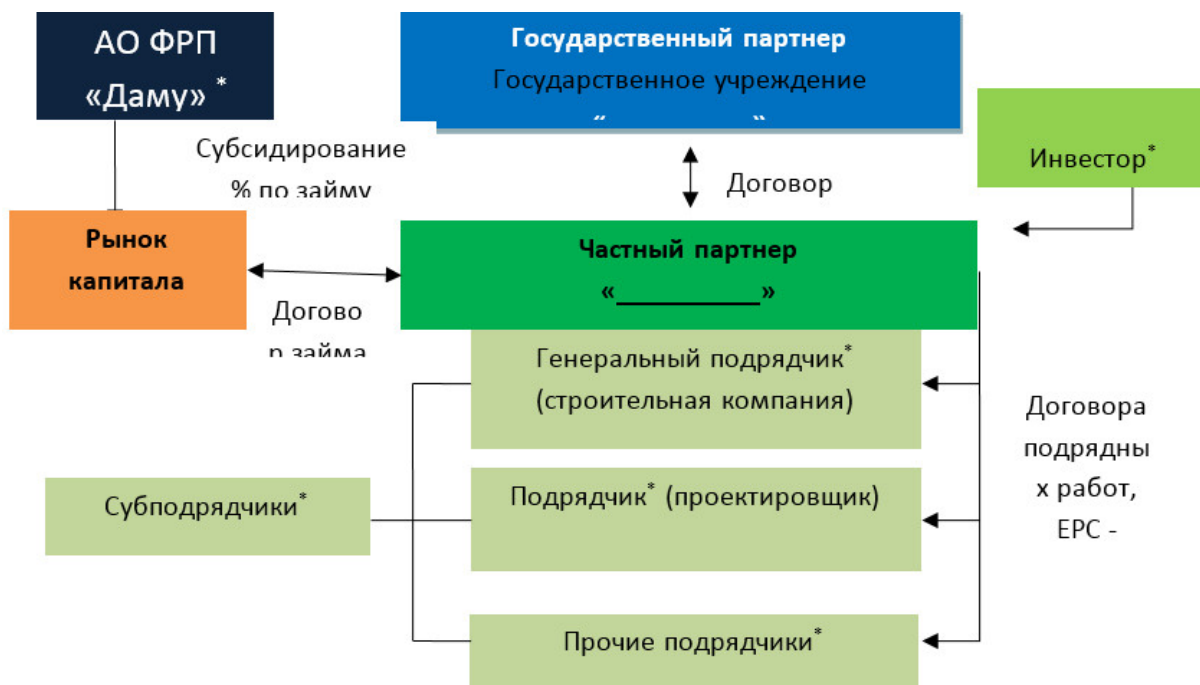 АО ФРП
«Даму» *
Государственный партнер
Государственное учреждение
«__________»
Субсидирование
% по займу
Договор
Инвестор*
Рынок
капитала
Частный партнер
«__________»
Догово
р займа
Генеральный подрядчик*
(строительная компания)
Договора
подрядны
х работ,
EPC -
Субподрядчики*
Подрядчик* (проектировщик)
Прочие подрядчики*